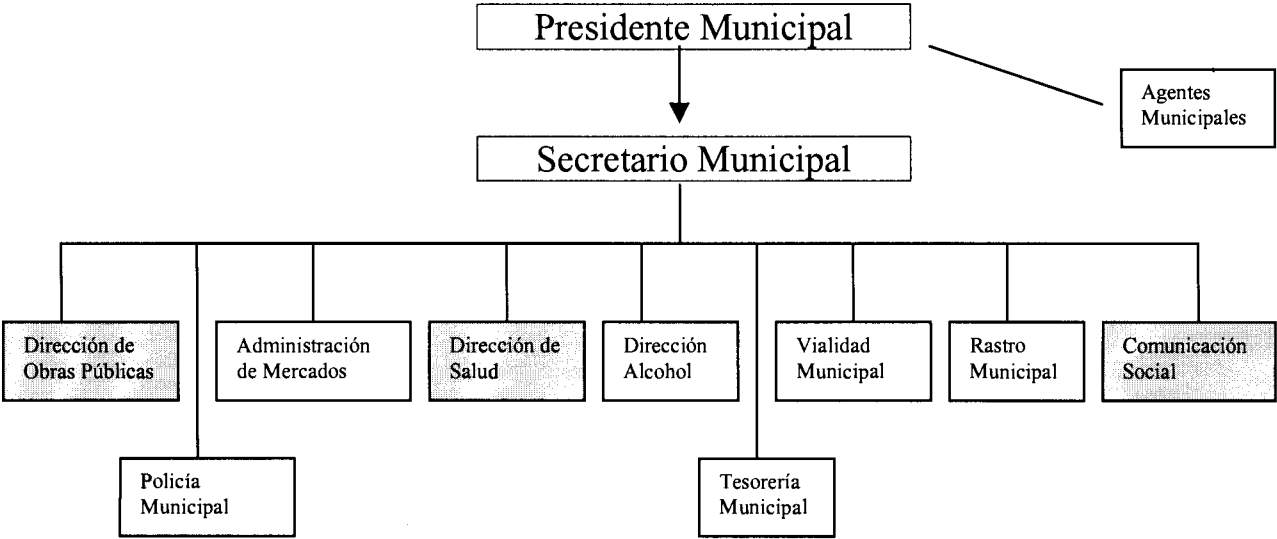 Presidente Municipal
Agentes
Municipales
Secretario Municipal
Dirección de
Obras Públicas
Administración
de Mercados
Dirección de
Salud
Dirección
Alcohol
Vialidad
Municipal
Rastro
Municipal
Comunicación
Social
Policía
Municipal
Tesorería
Municipal